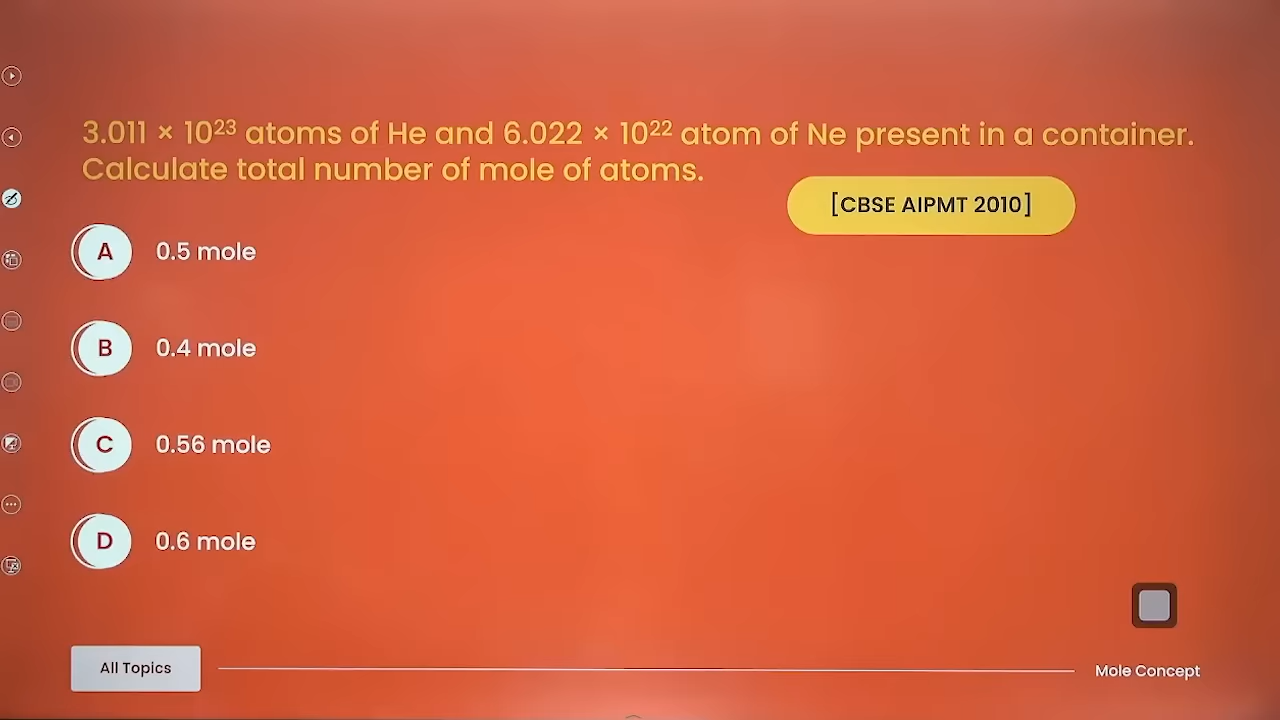 3.011 × 10²³ atoms of He and 6.022 × 10²² atom of Ne present in a container.
Calculate total number of mole of atoms.
[CBSE AIPMT 2010]
A 0.5 mole
B 0.4 mole
C 0.56 mole
D 0.6 mole
All Topics
Mole Concept